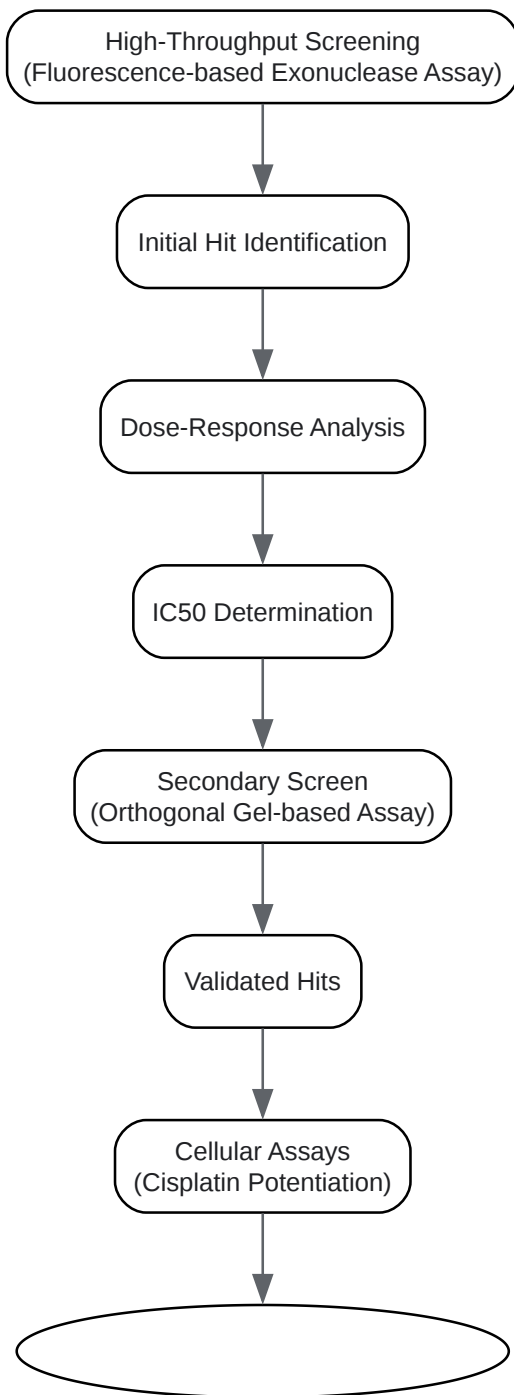 High-Throughput Screening
(Fluorescence-based Exonuclease Assay)
Initial Hit Identification
Dose-Response Analysis
IC50 Determination
Secondary Screen
(Orthogonal Gel-based Assay)
Validated Hits
Cellular Assays
(Cisplatin Potentiation)